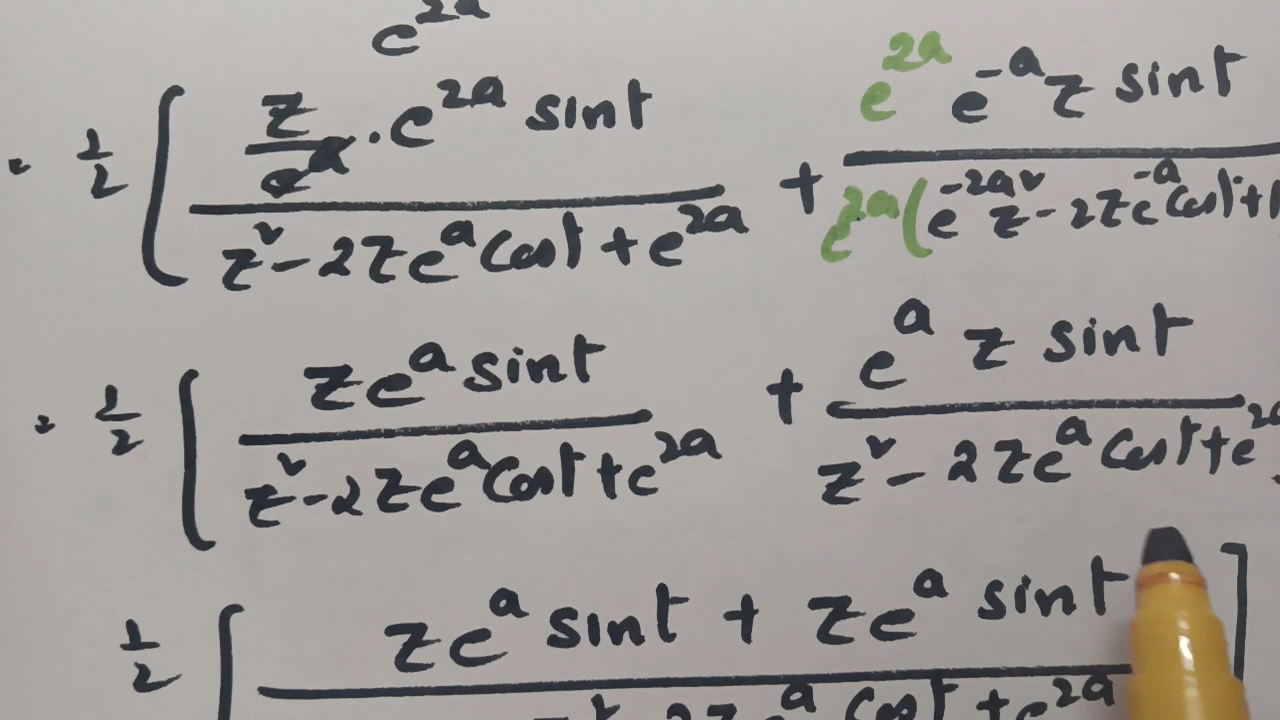 e^{2a}
= 1/2 [ z/e^a . e^{2a} sint / z² - 2ze^a cost + e^{2a} + e^{2a} e^{-a} z sint / e^{2a} (e^{-2a} z² - 2ze^{-a} cost +
= 1/2 [ ze^a sint / z² - 2ze^a cost + e^{2a} + e^a z sint / z² - 2ze^a cost + e^{2a}
1/2 [ ze^a sint + ze^a sint / z² - 2ze^a cost + e^{2a} ]